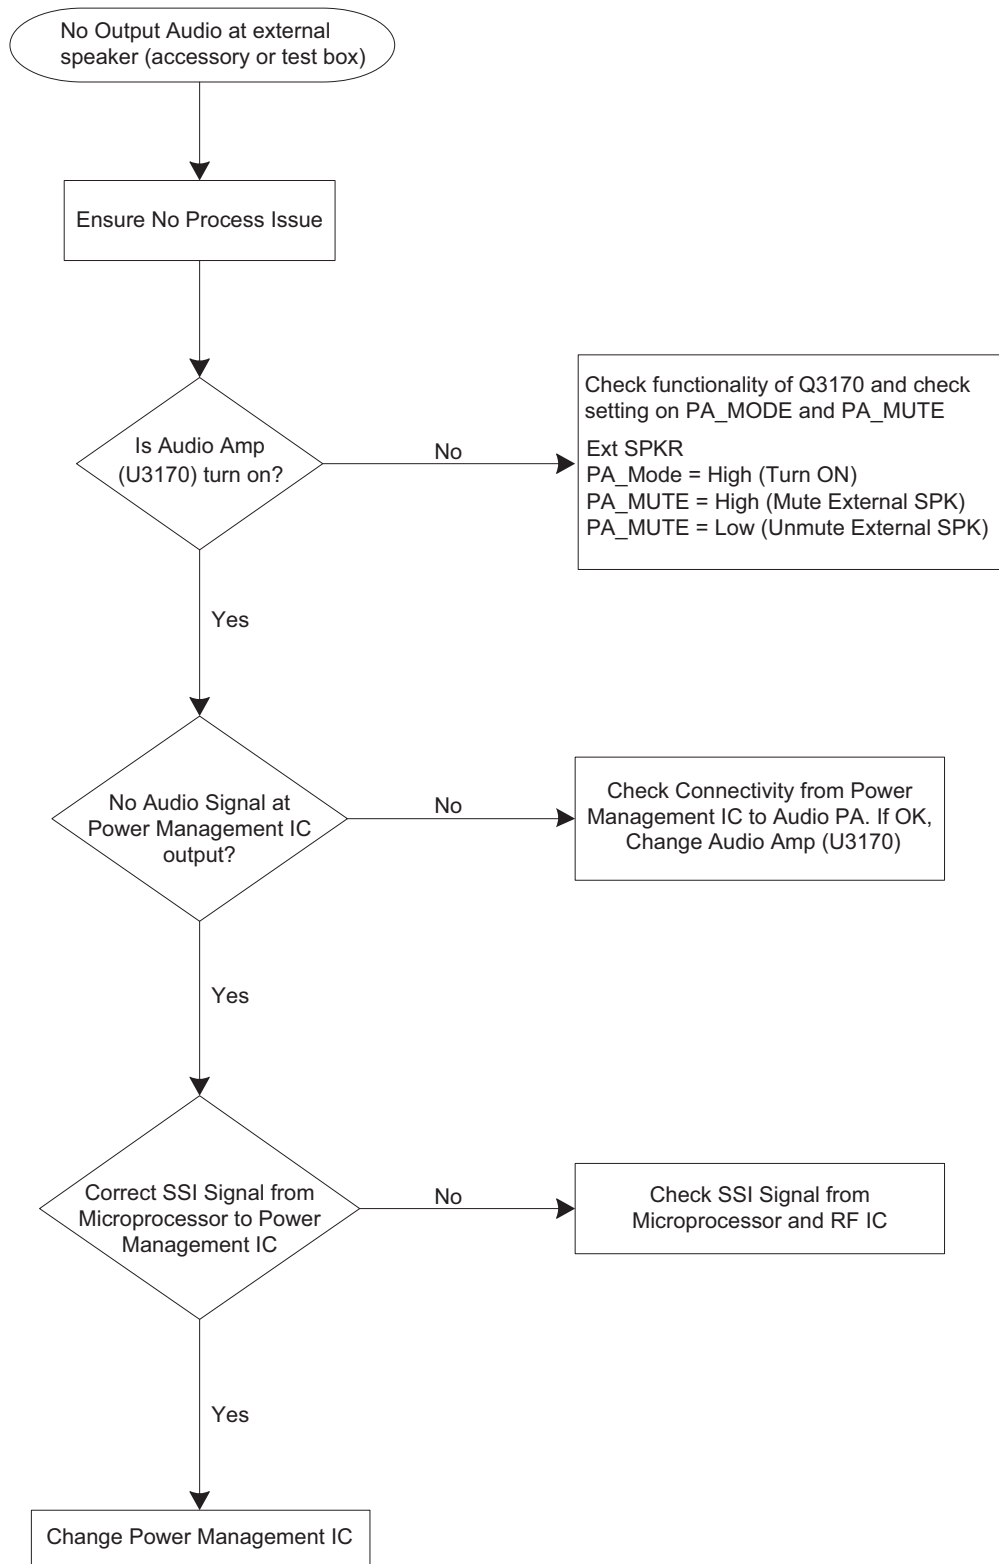 No Output Audio at external
speaker (accessory or test box)
Ensure No Process Issue
Is Audio Amp
(U3170) turn on?
No
Check functionality of Q3170 and check
setting on PA_MODE and PA_MUTE
Ext SPKR
PA_Mode = High (Turn ON)
PA_MUTE = High (Mute External SPK)
PA_MUTE = Low (Unmute External SPK)
Yes
No Audio Signal at
Power Management IC
output?
No
Check Connectivity from Power
Management IC to Audio PA. If OK,
Change Audio Amp (U3170)
Yes
Correct SSI Signal from
Microprocessor to Power
Management IC
No
Check SSI Signal from
Microprocessor and RF IC
Yes
Change Power Management IC